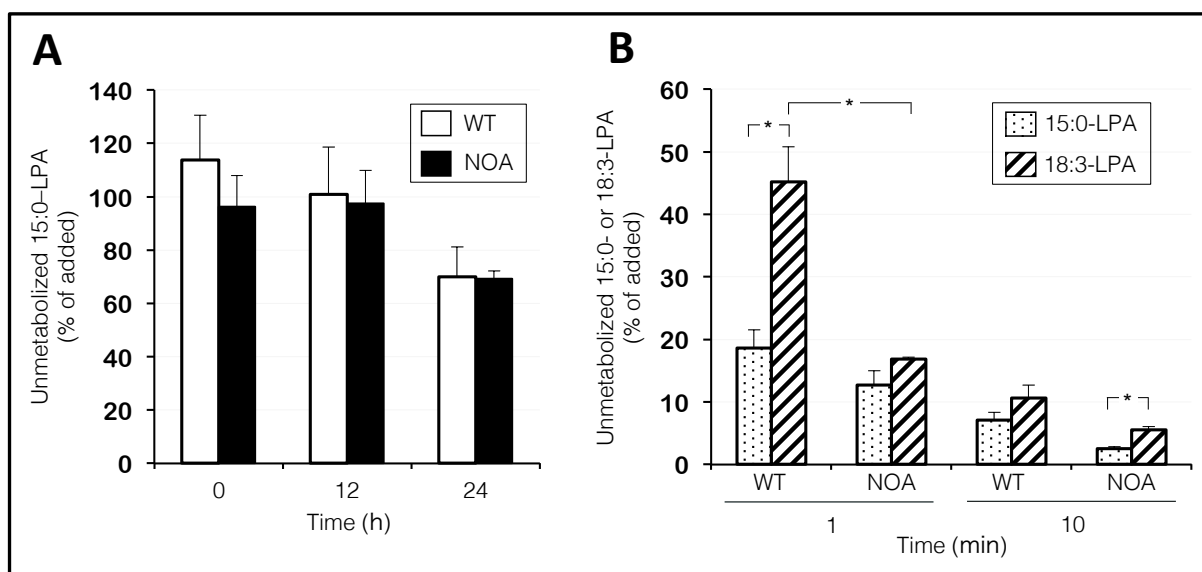 A
Unmetabolized 15:0–LPA
(% of added)
140
120
100
80
60
40
20
0
WT
NOA
0 12 24
Time (h)
B
Unmetabolized 15:0- or 18:3-LPA
(% of added)
60
50
40
30
20
10
0
* *
15:0-LPA
18:3-LPA
*
WT NOA WT NOA
1 10
Time (min)